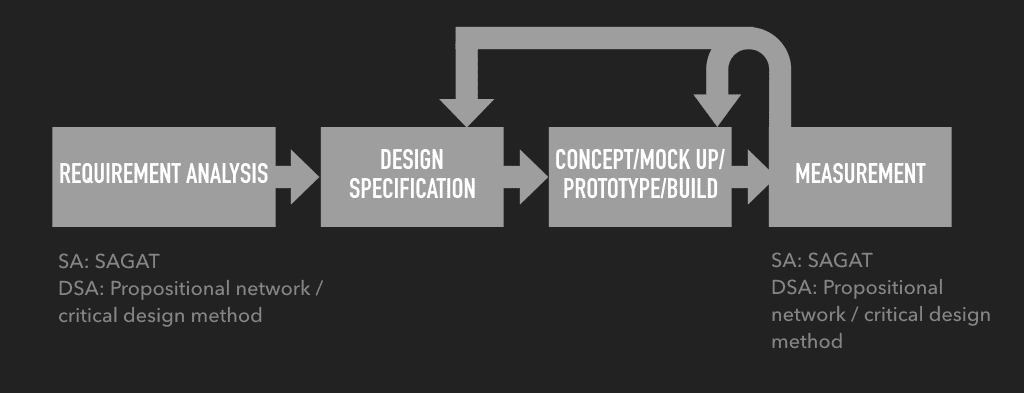 REQUIREMENT ANALYSIS
DESIGN
SPECIFICATION
CONCEPT/MOCK UP/
PROTOTYPE/BUILD
MEASUREMENT
SA: SAGAT
DSA: Propositional network /
critical design method
SA: SAGAT
DSA: Propositional
network / critical design
method